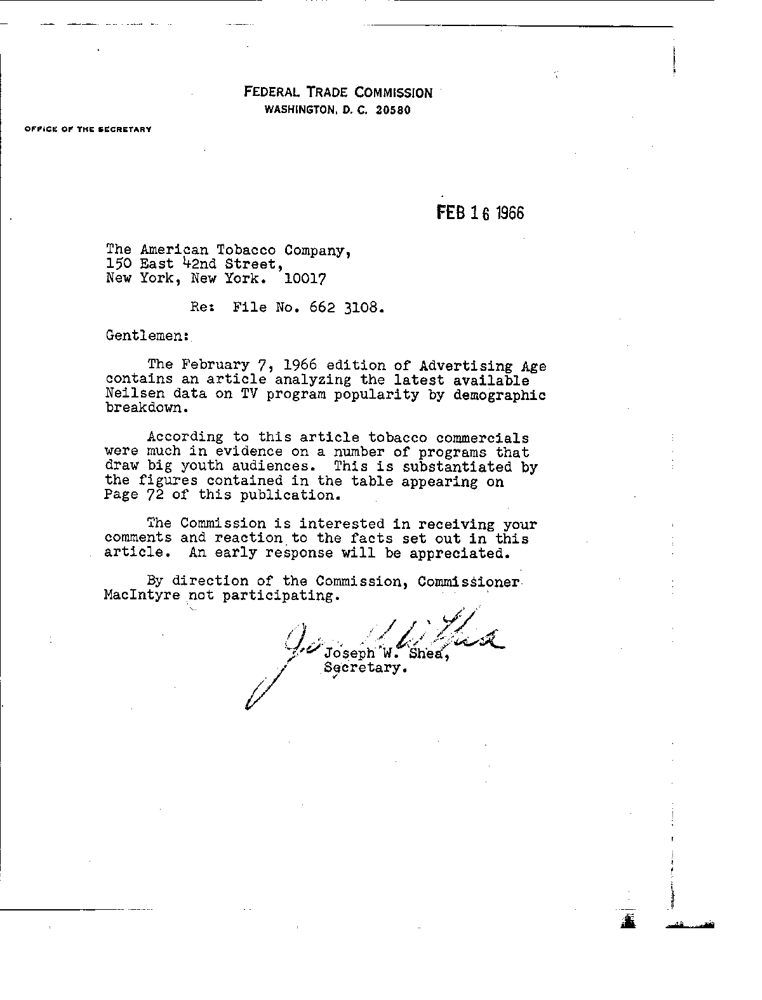 FEDERAL TRADE COMMISSION
WASHINGTON, D. C. 20580
OFFICE OF THE SECRETARY
FEB 16 1966
The American Tobacco Company,
150 East 42nd Street,
New York, New York. 10017
Re: File No. 662 3108.
Gentlemen:
The February 7, 1966 edition of Advertising Age
contains an article analyzing the latest available
Neilsen data on TV program popularity by demographic
breakdown.
According to this article tobacco commercials
were much in evidence on a number of programs that
draw big youth audiences. This is substantiated by
the figures contained in the table appearing on
Page 72 of this publication.
The Commission is interested in receiving your
comments and reaction to the facts set out in this
article. An early response will be appreciated.
By direction of the Commission, Commissioner
MacIntyre not participating.
Joseph W. Shea,
Secretary.